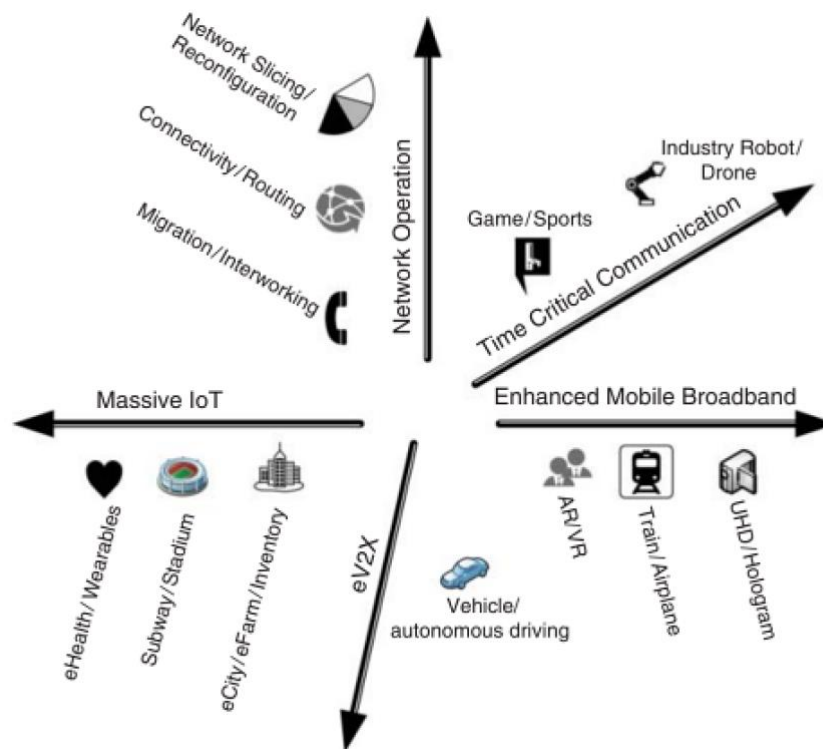 Network Slicing/
Reconfiguration
Connectivity/Routing
Migration/Interworking
Network Operation
Industry Robot/
Drone
Game/Sports
Time Critical Communication
Massive IoT
Enhanced Mobile Broadband
eHealth/Wearables
Subway/Stadium
eCity/eFarm/Inventory
eV2X
Vehicle/
autonomous driving
AR/VR
Train/Airplane
UHD/Hologram